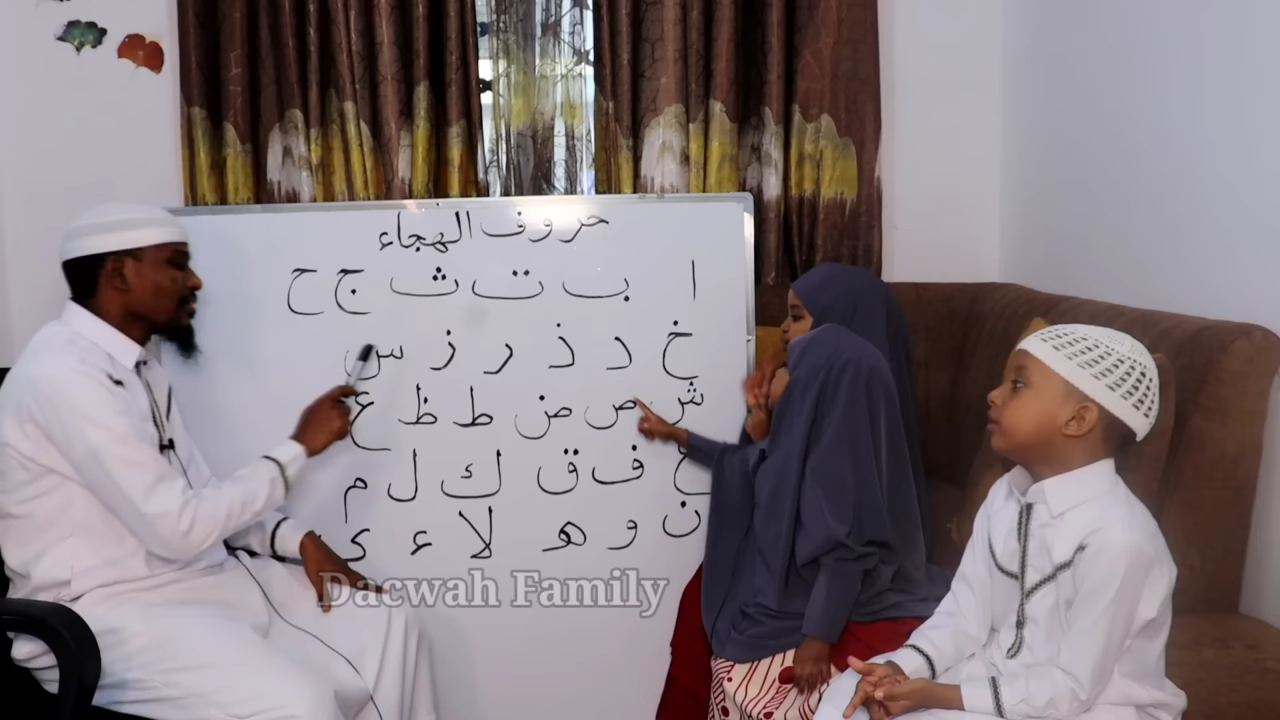 حروف الهجاء
ا ب ت ث ج ح
خ د ذ ر ز س
ش ص ض ط ظ ع
غ ف ق ك ل م
ن و ه لا ء ي
Dacwah Family